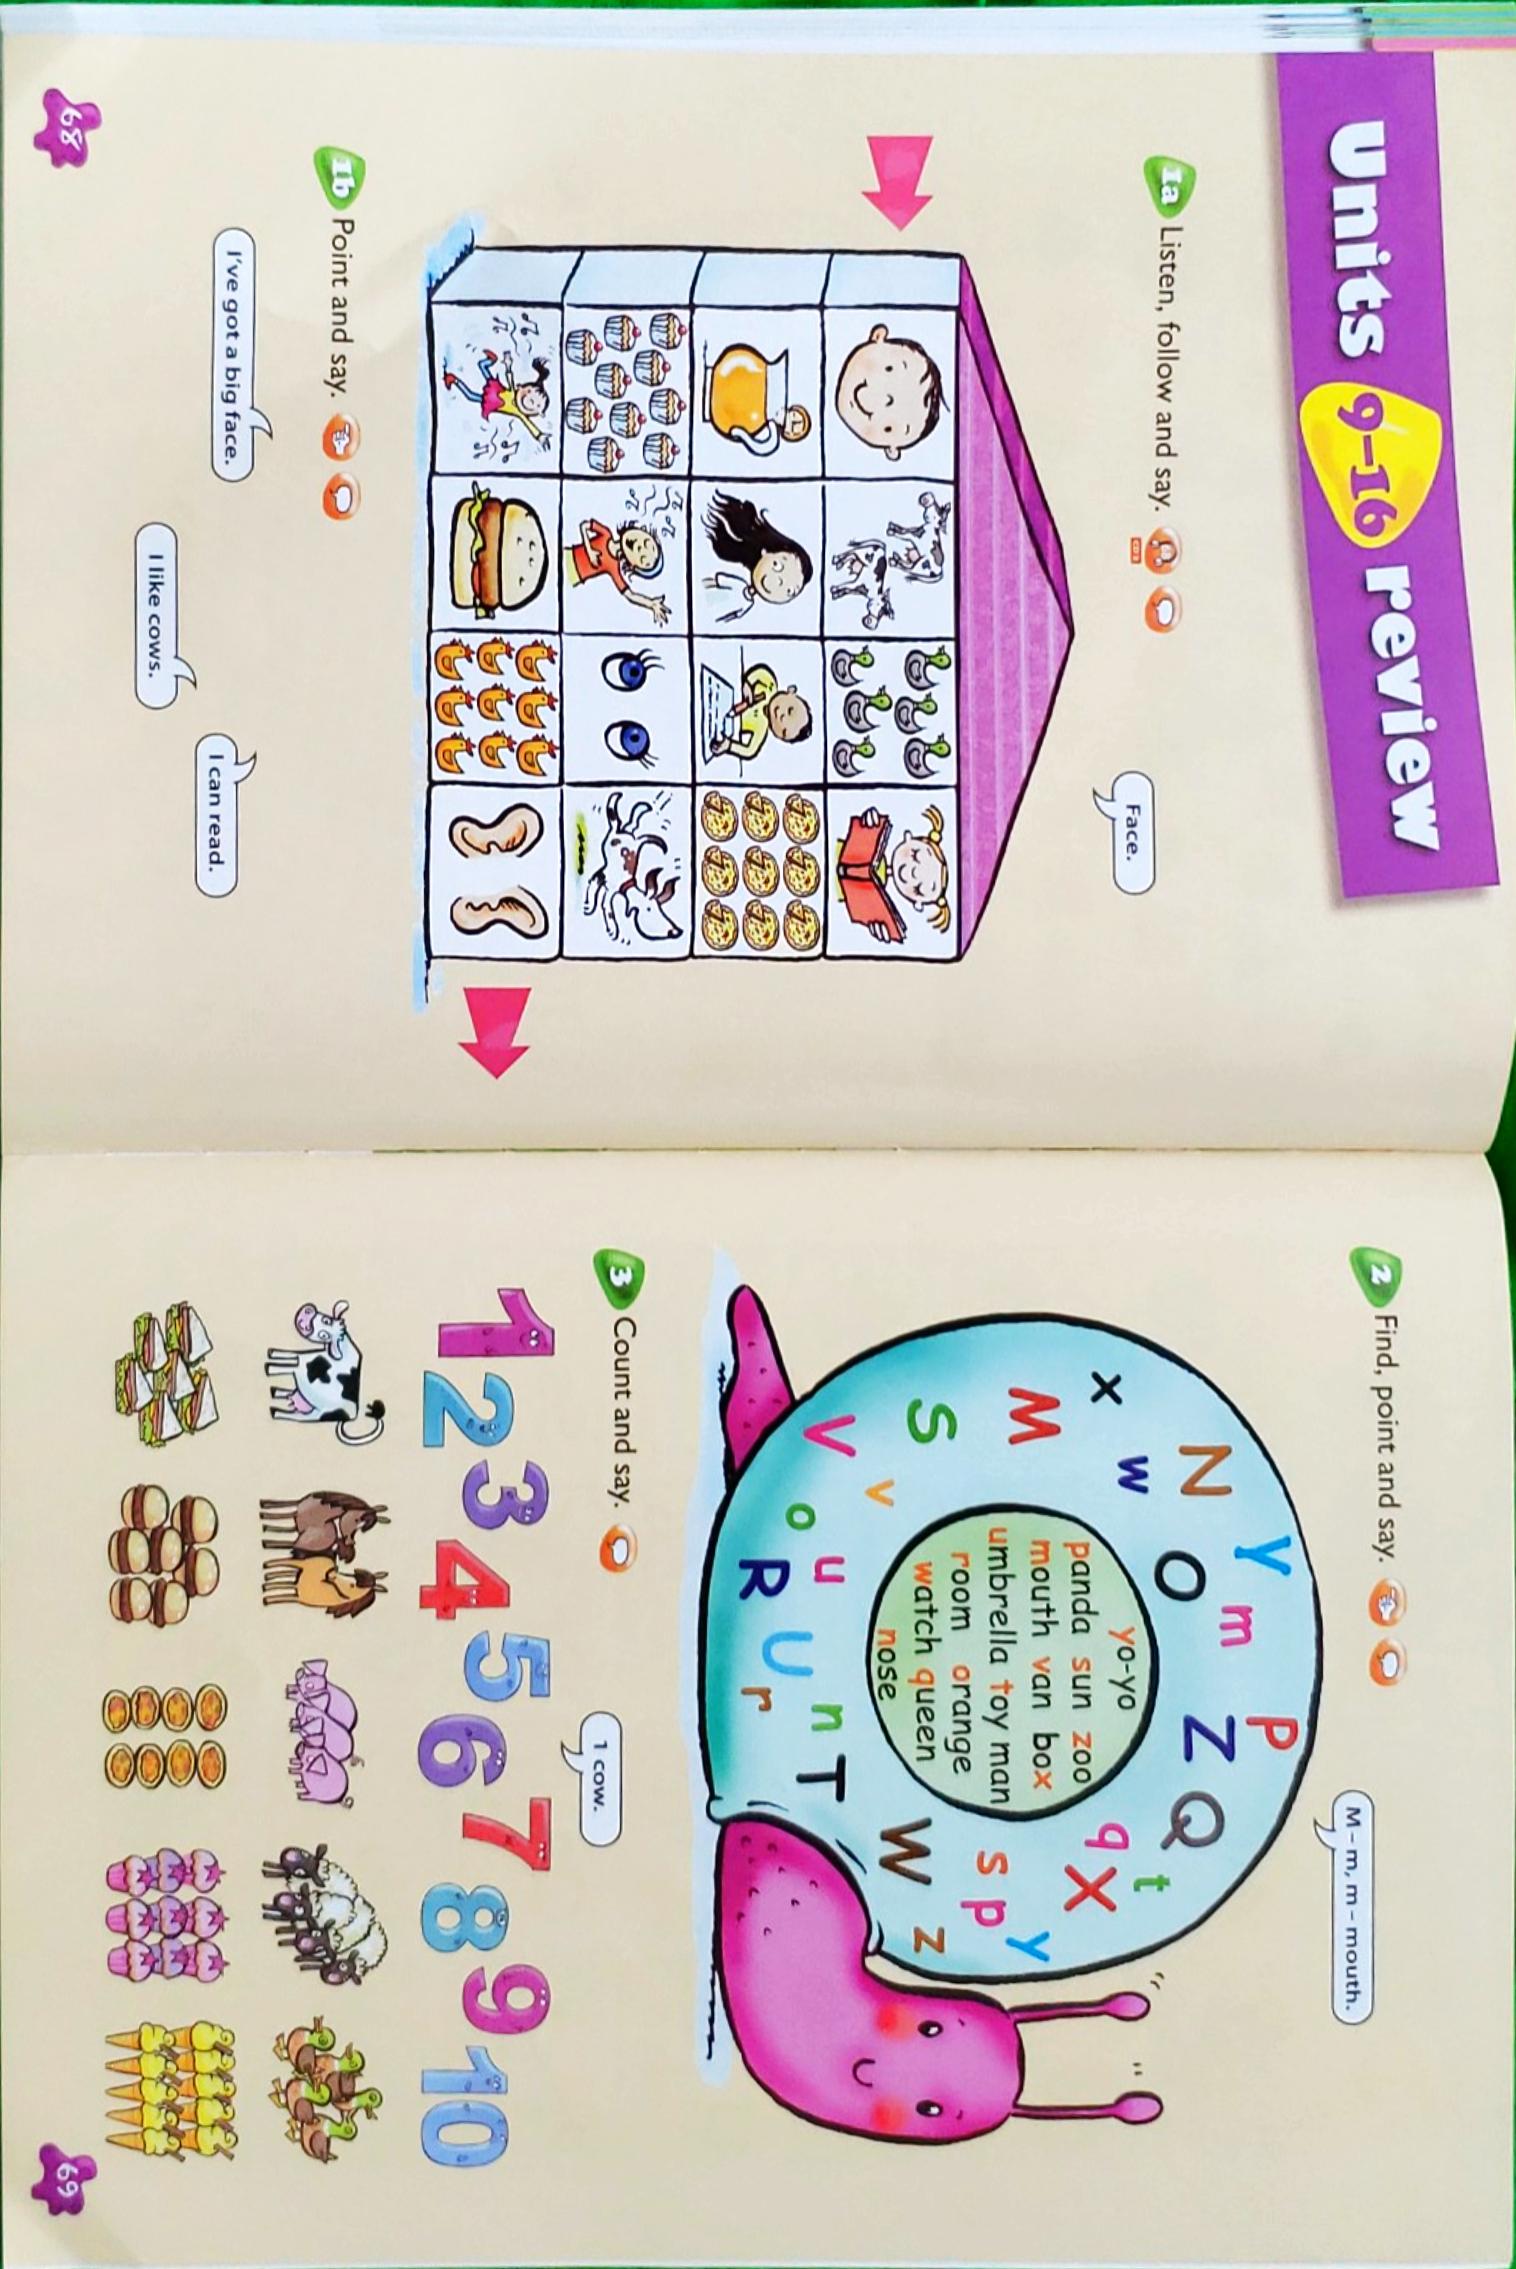 Units 9-16 review
1a Listen, follow and say.
CD3
Face.
1b Point and say.
I've got a big face.
I can read.
I like cows.
68
2 Find, point and say.
M – m, m – mouth.
Y
P
m
N
O
Z
Q
t
w
x
q
X
M
y
s
p
S
W
z
v
V
o
u
R
U
n
T
r
yo-yo
panda sun zoo
mouth van box
umbrella toy man
room orange
watch queen
nose
3 Count and say.
1 cow.
1 2 3 4 5 6 7 8 9 10
69